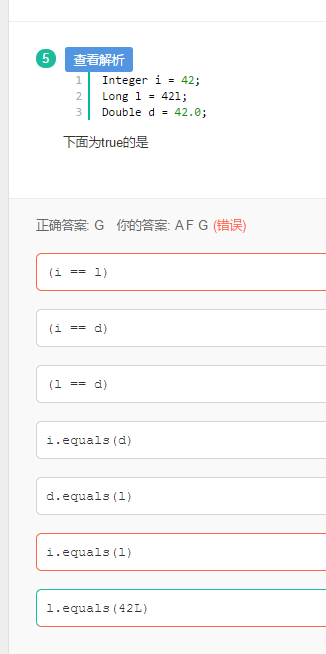 5 查看解析
1 Integer i = 42;
2 Long l = 42l;
3 Double d = 42.0;
下面为true的是
正确答案: G 你的答案: A F G (错误)
(i == l)
(i == d)
(l == d)
i.equals(d)
d.equals(l)
i.equals(l)
l.equals(42L)